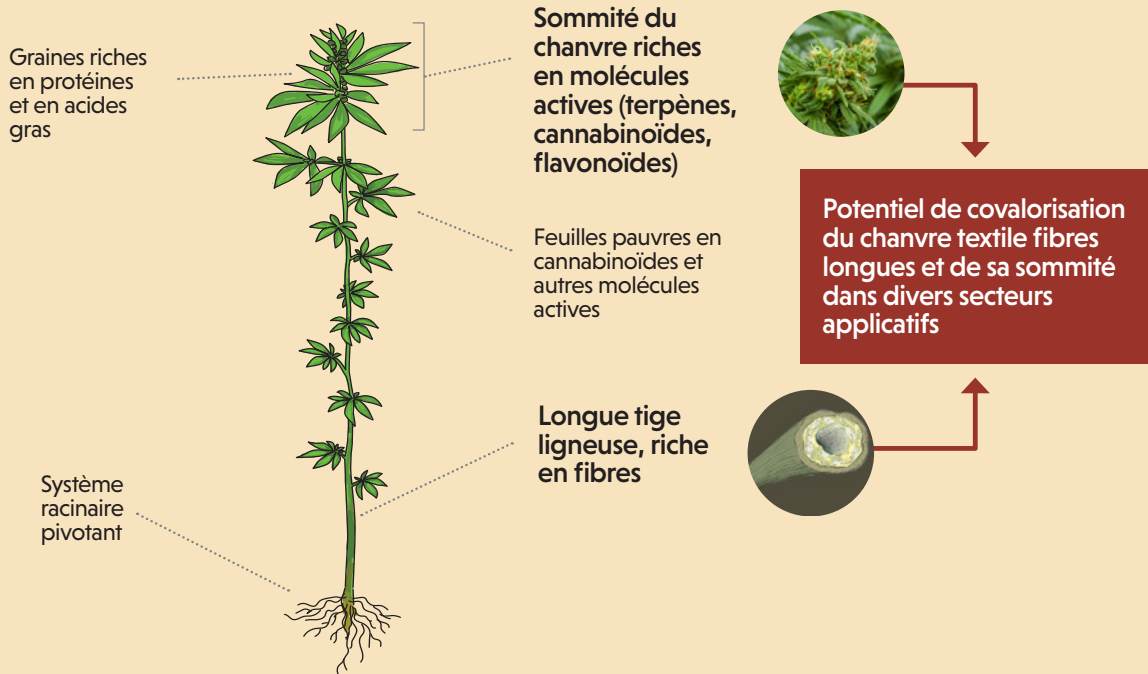 Graines riches
en protéines
et en acides
gras
Sommité du
chanvre riches
en molécules
actives (terpènes,
cannabinoïdes,
flavonoïdes)
Potentiel de covalorisation
du chanvre textile fibres
longues et de sa sommité
dans divers secteurs
applicatifs
Feuilles pauvres en
cannabinoïdes et
autres molécules
actives
Longue tige
ligneuse, riche
en fibres
Système
racinaire
pivotant